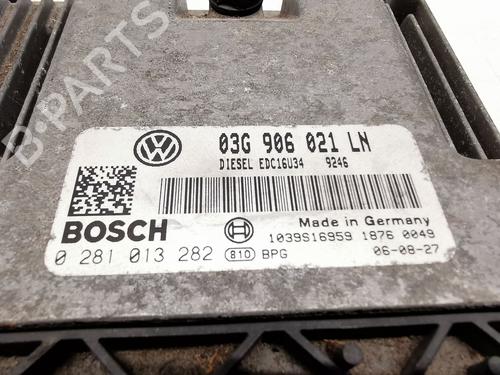 B-PARTS
03G 906 021 LN
DIESEL EDC16U34 9246
BOSCH
Made in Germany
1039S16959 1876 0049
0 281 013 282 810 BPG 06-08-27